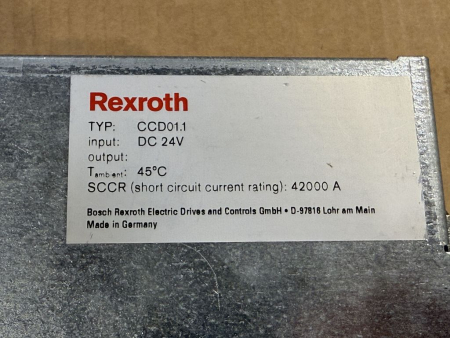 Rexroth
TYP: CCD01.1
input: DC 24V
output:
Tambient: 45°C
SCCR (short circuit current rating): 42000 A
Bosch Rexroth Electric Drives and Controls GmbH • D-97816 Lohr am Main
Made in Germany